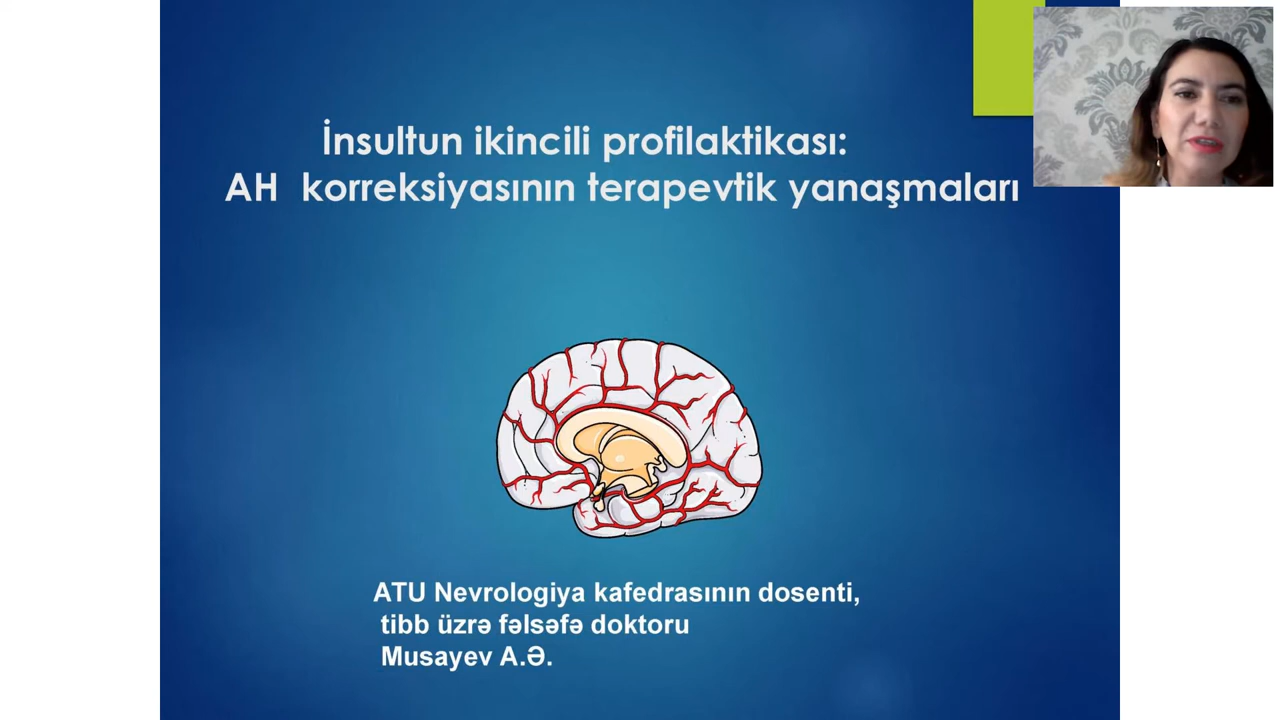 İnsultun ikincili profilaktikası:
AH korreksiyasının terapevtik yanaşmaları
ATU Nevrologiya kafedrasının dosenti,
tibb üzrə fəlsəfə doktoru
Musayev A.Ə.